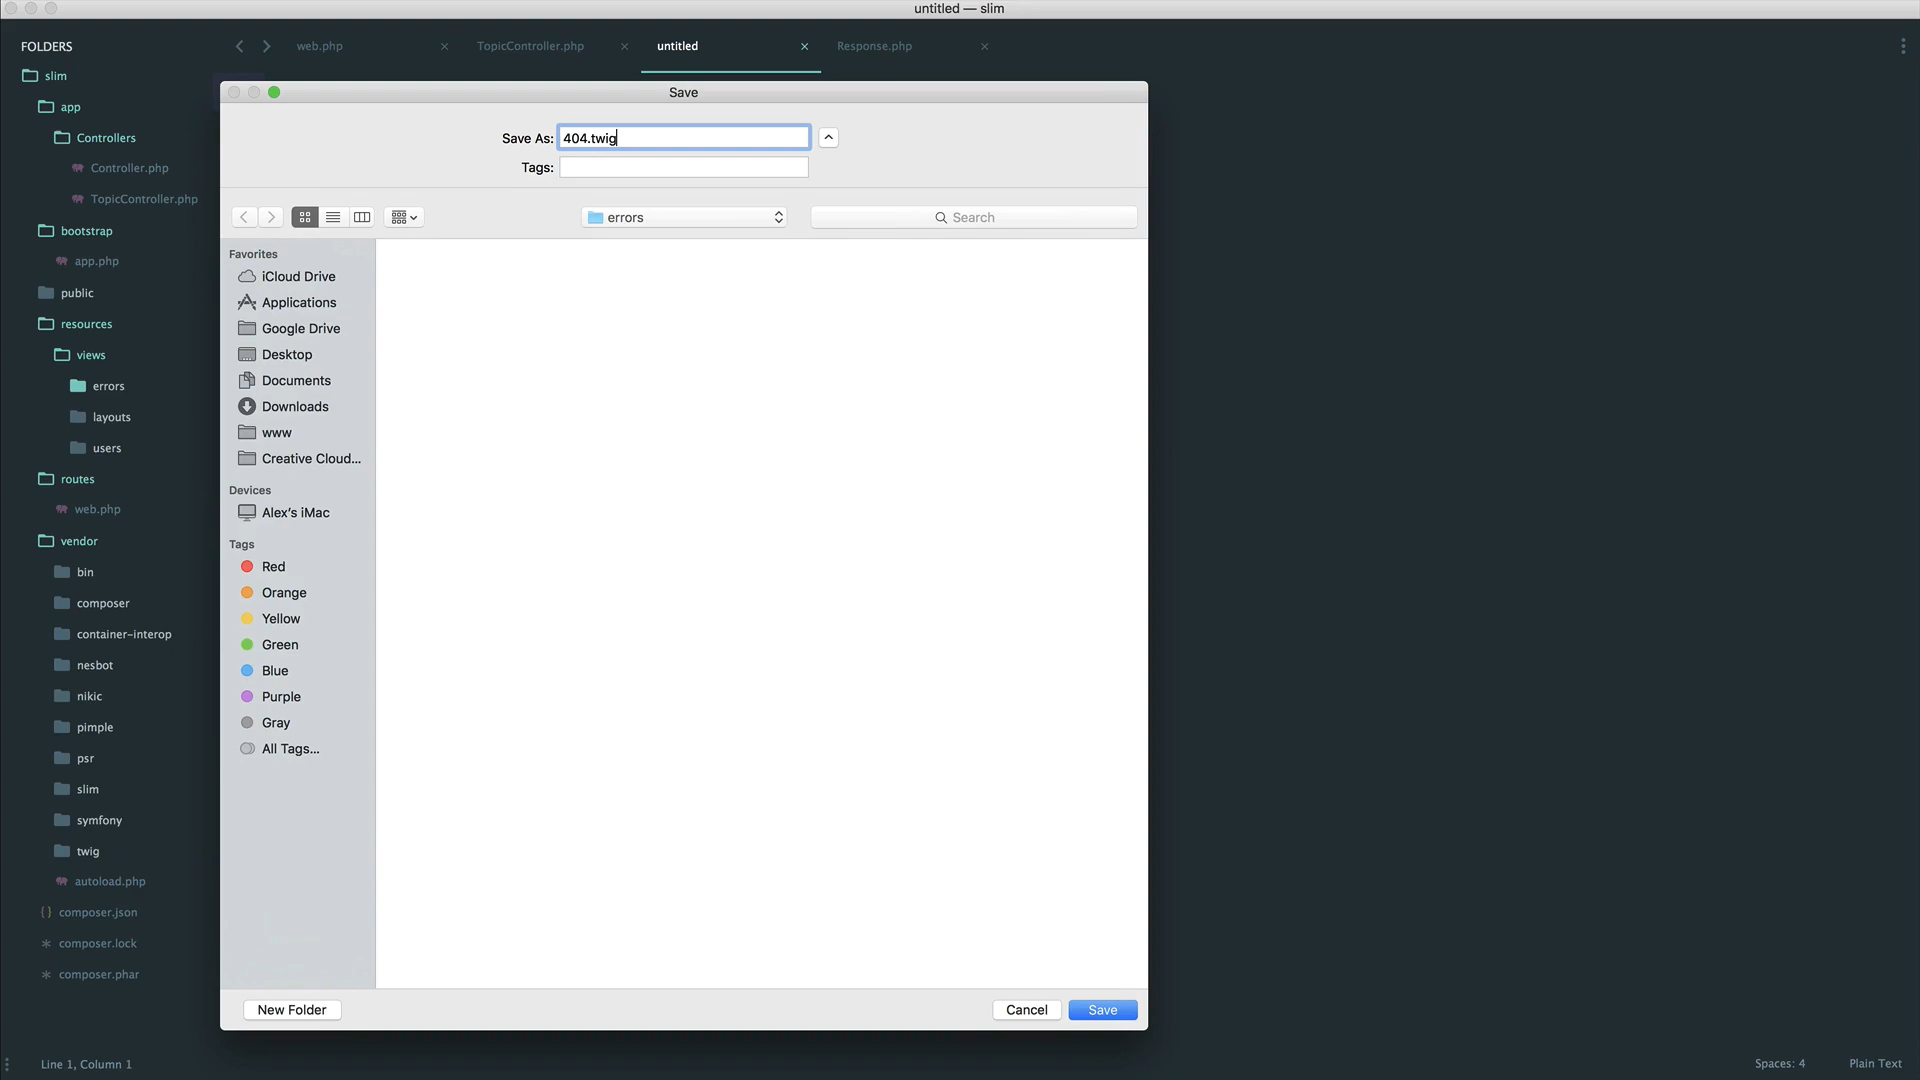 untitled — slim
FOLDERS
web.php
TopicController.php
untitled
Response.php
slim
app
Controllers
Controller.php
TopicController.php
bootstrap
app.php
public
resources
views
errors
layouts
users
routes
web.php
vendor
bin
composer
container-interop
nesbot
nikic
pimple
psr
slim
symfony
twig
autoload.php
composer.json
composer.lock
composer.phar
Save
Save As: 404.twig
Tags:
errors
Search
Favorites
iCloud Drive
Applications
Google Drive
Desktop
Documents
Downloads
www
Creative Cloud...
Devices
Alex’s iMac
Tags
Red
Orange
Yellow
Green
Blue
Purple
Gray
All Tags...
New Folder
Cancel
Save
Line 1, Column 1
Spaces: 4
Plain Text